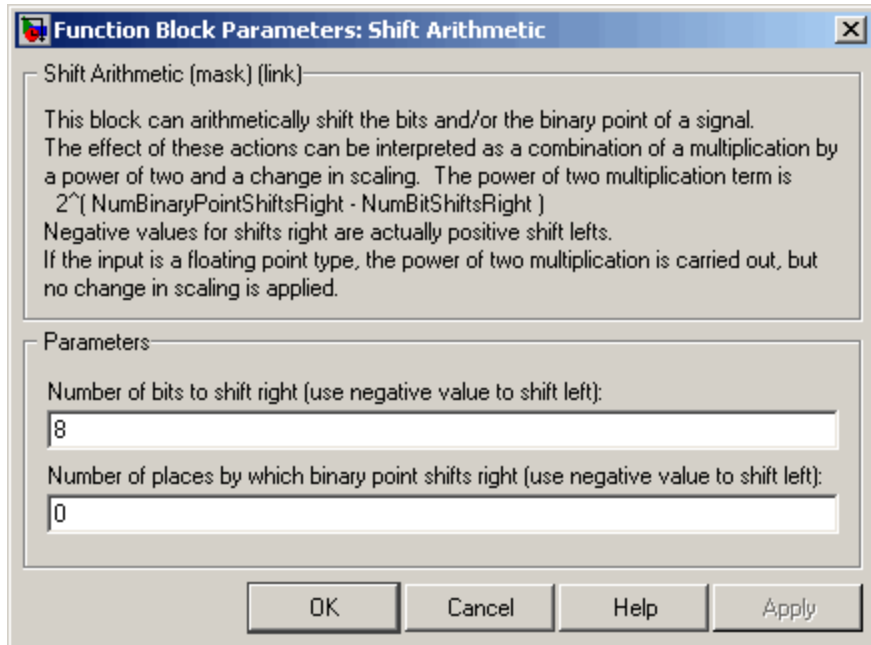 Function Block Parameters: Shift Arithmetic
Shift Arithmetic (mask) (link)
This block can arithmetically shift the bits and/or the binary point of a signal.
The effect of these actions can be interpreted as a combination of a multiplication by
a power of two and a change in scaling.  The power of two multiplication term is
2^( NumBinaryPointShiftsRight - NumBitShiftsRight )
Negative values for shifts right are actually positive shift lefts.
If the input is a floating point type, the power of two multiplication is carried out, but
no change in scaling is applied.
Parameters
Number of bits to shift right (use negative value to shift left):
8
Number of places by which binary point shifts right (use negative value to shift left):
0
OK Cancel Help Apply